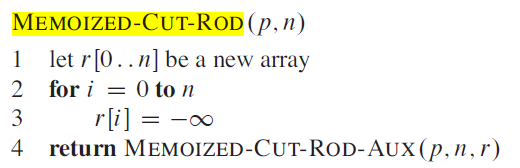 MEMOIZED-CUT-ROD(p, n)
1 let r[0..n] be a new array
2 for i = 0 to n
3 r[i] = −∞
4 return MEMOIZED-CUT-ROD-AUX(p, n, r)